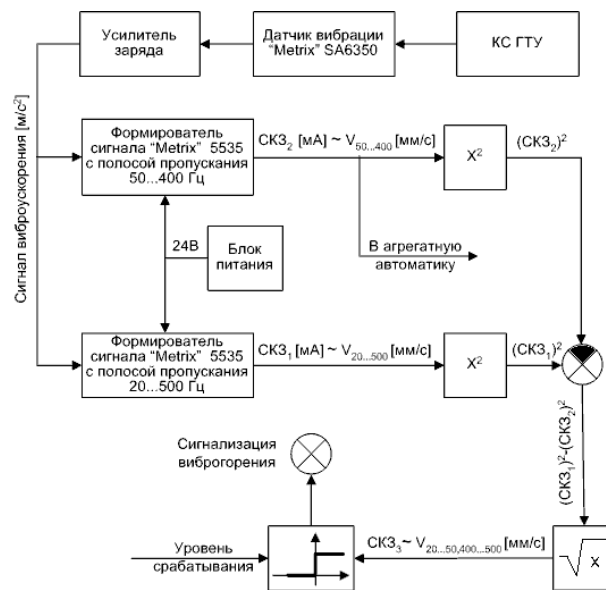 Усилитель
заряда
Датчик вибрации
“Metrix” SA6350
КС ГТУ
Сигнал виброускорения [м/с²]
Формирователь
сигнала “Metrix” 5535
с полосой пропускания
50...400 Гц
СКЗ₂ [мА] ~ V₅₀...₄₀₀ [мм/с]
X²
(СКЗ₂)²
В агрегатную
автоматику
24В
Блок
питания
Формирователь
сигнала “Metrix” 5535
с полосой пропускания
20...500 Гц
СКЗ₁ [мА] ~ V₂₀...₅₀₀ [мм/с]
X²
(СКЗ₁)²
(СКЗ₁)²-(СКЗ₂)²
Сигнализация
виброгорения
Уровень
срабатывания
СКЗ₃~ V₂₀...₅₀,₄₀₀...₅₀₀ [мм/с]
√x